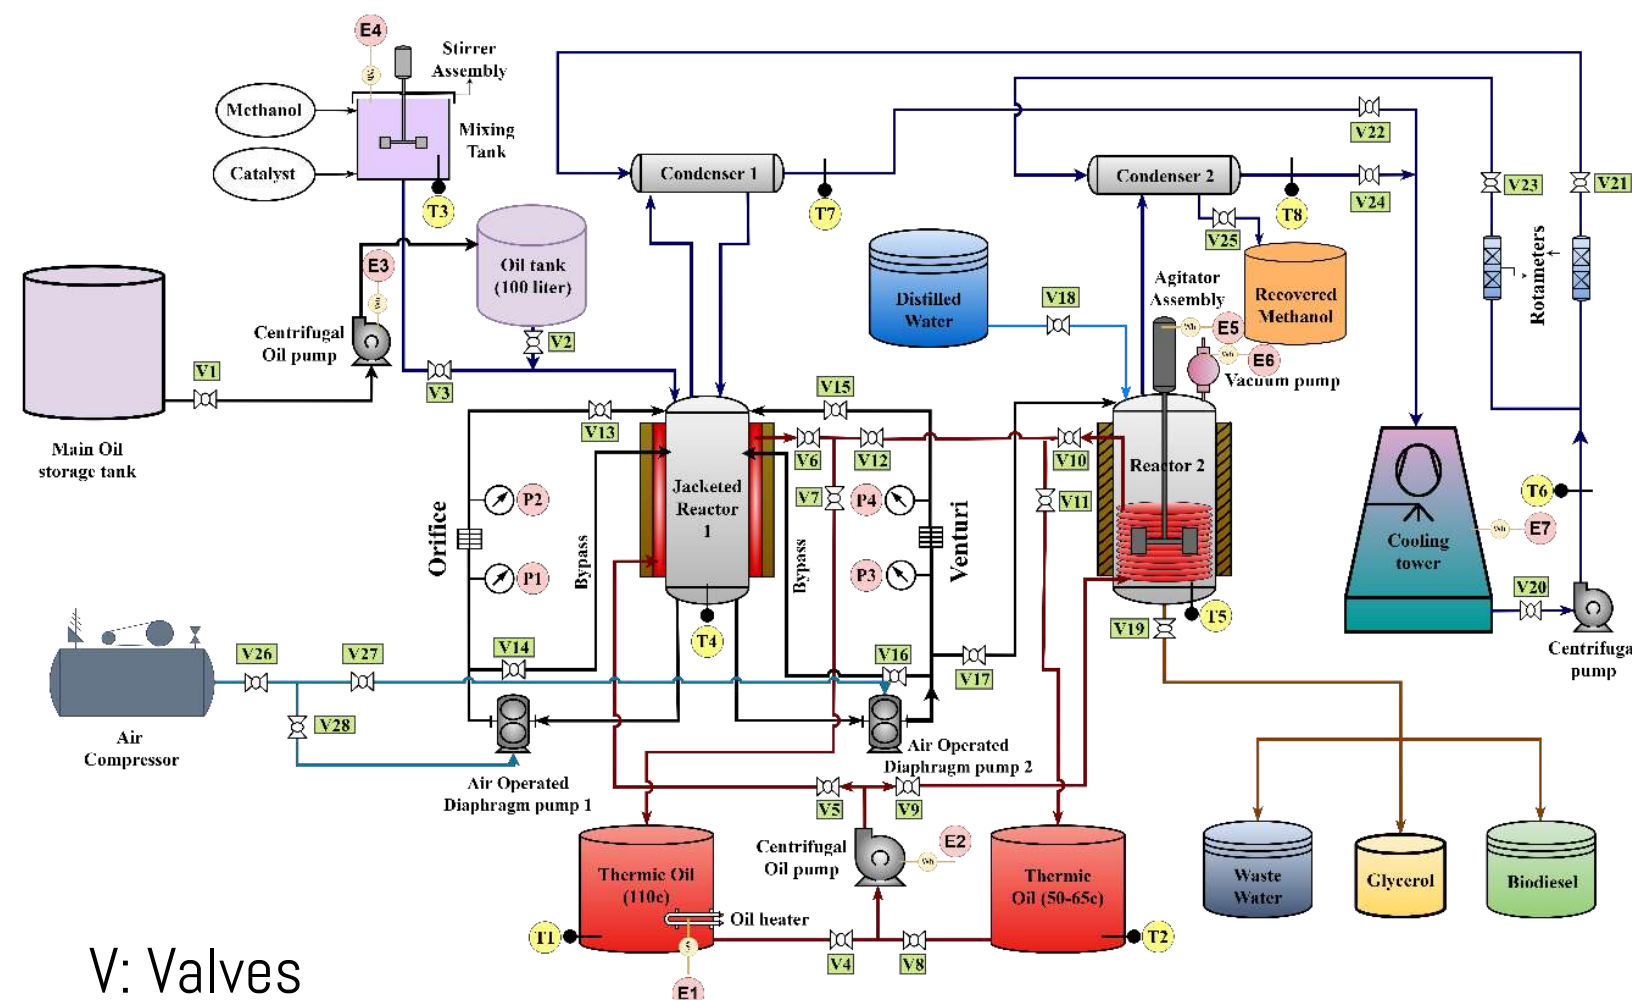 E4
Stirrer
Assembly
Methanol
Mixing
Tank
Catalyst
T3
Condenser 1
T7
V22
Condenser 2
T8
V24
V23
V21
V25
Rotameters
E3
Oil tank
(100 liter)
Centrifugal
Oil pump
V1
V2
V3
Main Oil
storage tank
Distilled
Water
V18
Agitator
Assembly
Wh
E5
Wh
E6
Vacuum pump
Recovered
Methanol
V15
V13
V6
V12
V10
V7
V11
Jacketed
Reactor
1
Reactor 2
P2
P4
Orifice
Bypass
Bypass
Venturi
P1
P3
T6
Wh
E7
Cooling
tower
V20
Centrifuga
pump
T4
T5
V19
V14
V16
V17
V26
V27
V28
Air
Compressor
Air Operated
Diaphragm pump 1
Air Operated
Diaphragm pump 2
V5
V9
Centrifugal
Oil pump
Wh
E2
Thermic Oil
(110c)
Oil heater
Thermic
Oil (50-65c)
T1
T2
V4
V8
E1
Waste
Water
Glycerol
Biodiesel
V: Valves